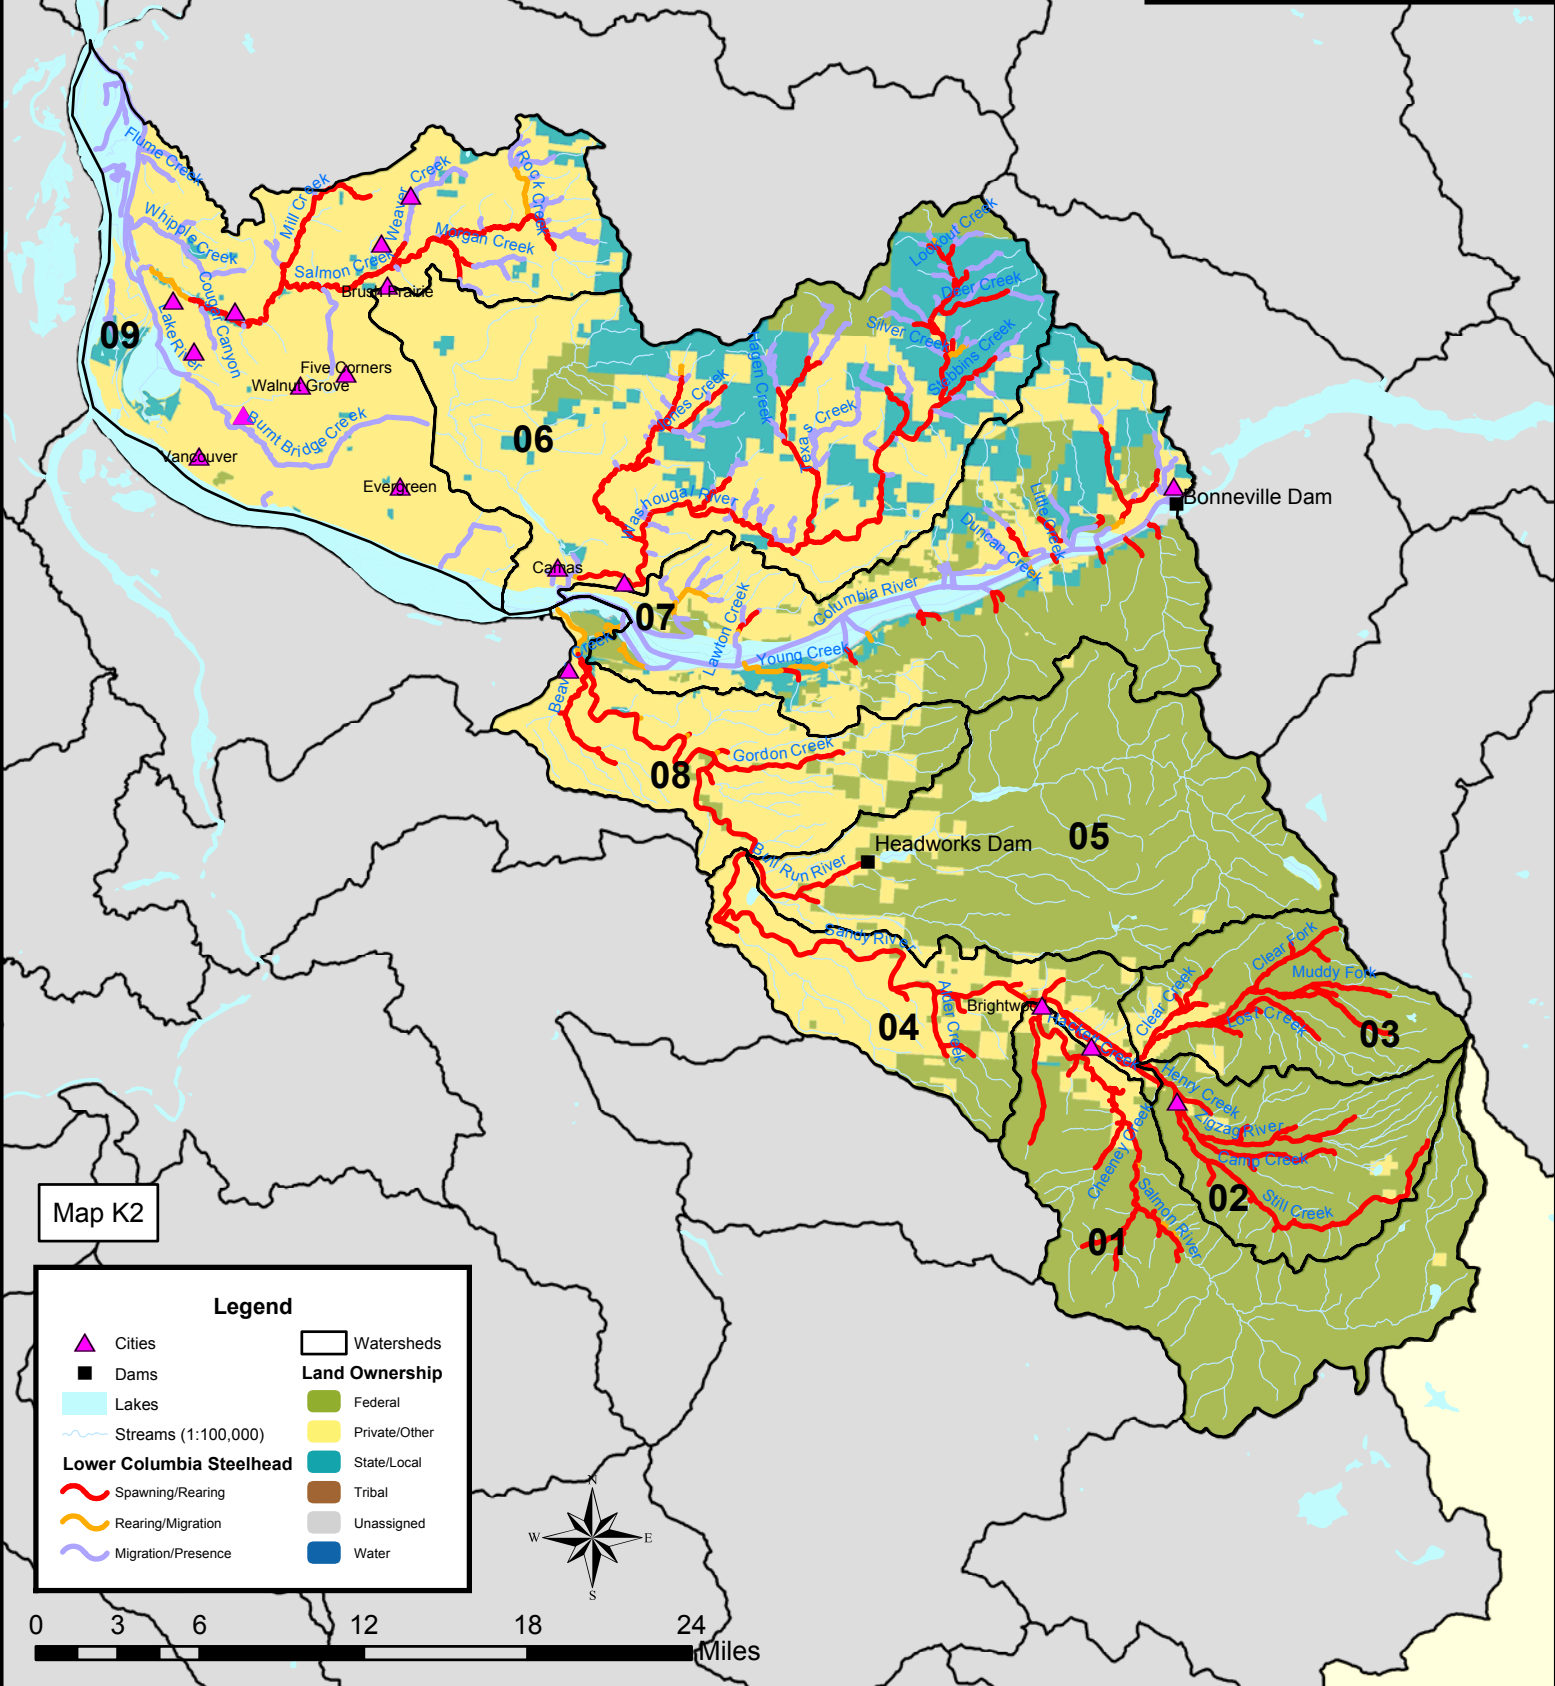 Flume Creek
Whipple Creek
Mill Creek
Weaver Creek
Rock Creek
Morgan Creek
Salmon Creek
Brush Prairie
Cougar Canyon
Lake River
09
Five Corners
Walnut Grove
Burnt Bridge Creek
Vancouver
Evergreen
06
Lookout Creek
Deer Creek
Silver Creek
Stebbins Creek
Hagen Creek
Jones Creek
Texas Creek
Washougal River
Little Creek
Duncan Creek
Bonneville Dam
Camas
07
Lawton Creek
Columbia River
Young Creek
Beav
reek
Gordon Creek
08
05
Headworks Dam
Bull Run River
Sandy River
Clear Fork
Muddy Fork
Clear Creek
Lost Creek
03
Brightwo
Alder Creek
04
Hackett Creek
Henry Creek
Zigzag River
Camp Creek
Cheeney Creek
Still Creek
02
Salmon River
01
Map K2
Legend
Cities
Dams
Lakes
Streams (1:100,000)
Lower Columbia Steelhead
Spawning/Rearing
Rearing/Migration
Migration/Presence
Watersheds
Land Ownership
Federal
Private/Other
State/Local
Tribal
Unassigned
Water
N
W
E
S
0 3 6 12 18 24
Miles